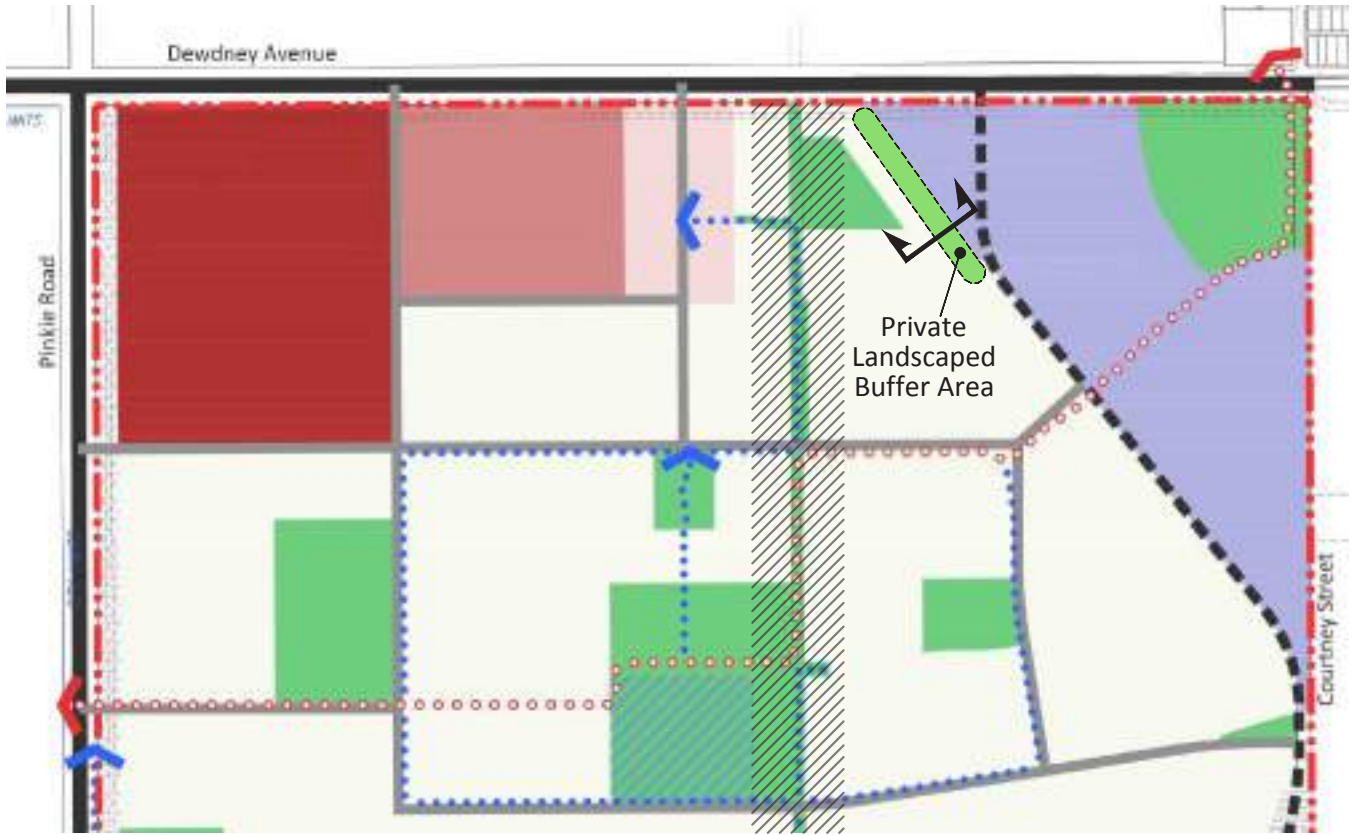 Dewdney Avenue
Pinkie Road
Private
Landscaped
Buffer Area
Courtney Street